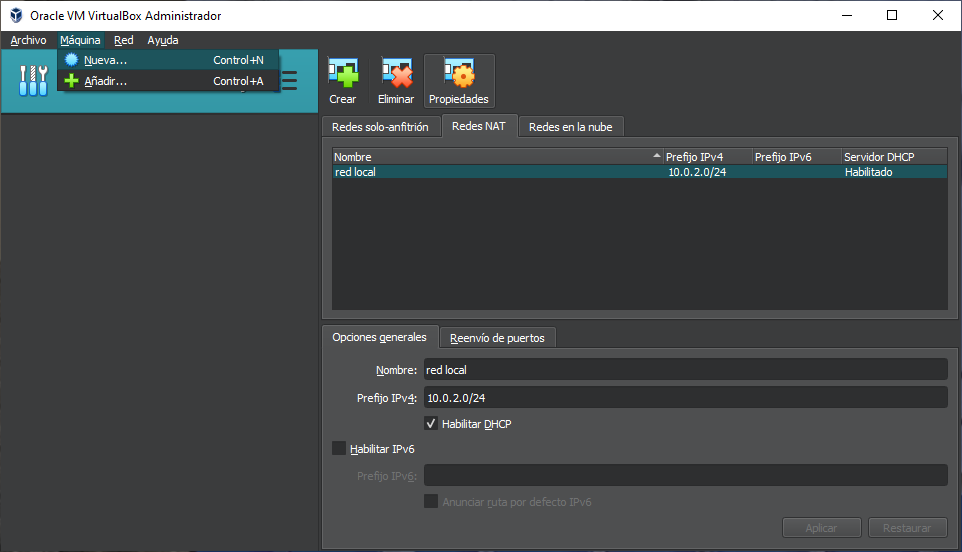 Oracle VM VirtualBox Administrador
Archivo Máquina Red Ayuda
Nueva... Control+N
Añadir... Control+A
Crear Eliminar Propiedades
Redes solo-anfitrión Redes NAT Redes en la nube
Nombre Prefijo IPv4 Prefijo IPv6 Servidor DHCP
red local 10.0.2.0/24 Habilitado
Opciones generales Reenvío de puertos
Nombre: red local
Prefijo IPv4: 10.0.2.0/24
Habilitar DHCP
Habilitar IPv6
Prefijo IPv6:
Anunciar ruta por defecto IPv6
Aplicar Restaurar